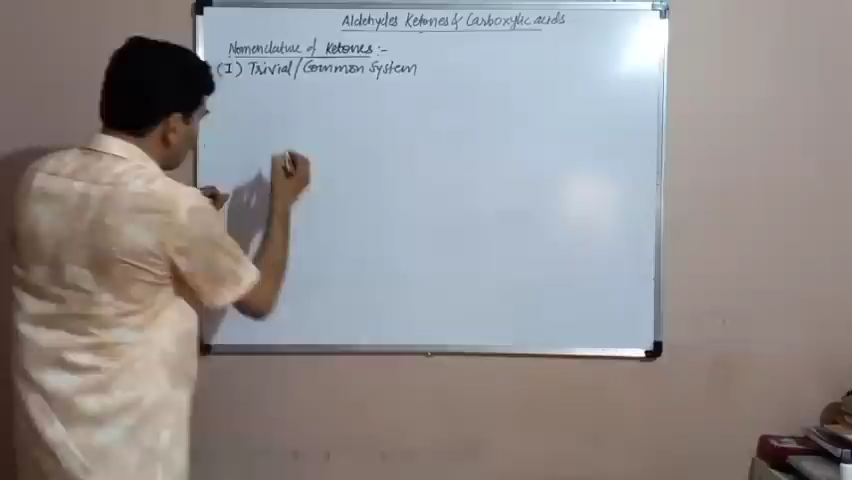 Aldehydes Ketones & Carboxylic acids
Nomenclature of Ketones :-
(I) Trivial/Common System